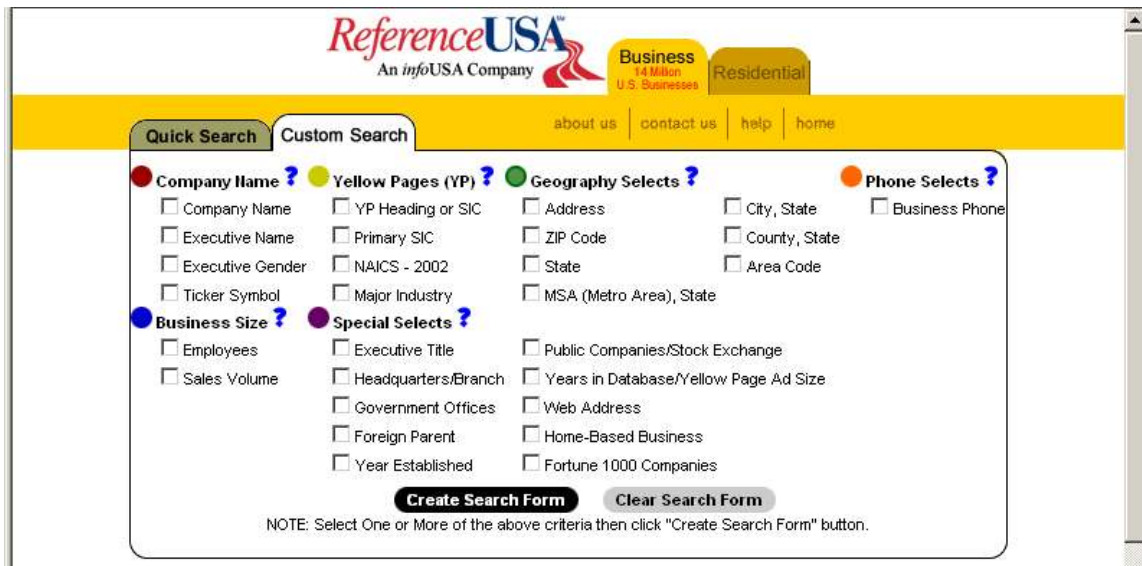 ReferenceUSA
An infoUSA Company
Business
14 Million
U.S. Businesses
Residential
about us | contact us | help | home
Quick Search
Custom Search
Company Name ? Yellow Pages (YP) ? Geography Selects ? Phone Selects ?
Company Name YP Heading or SIC Address City, State Business Phone
Executive Name Primary SIC ZIP Code County, State
Executive Gender NAICS - 2002 State Area Code
Ticker Symbol Major Industry MSA (Metro Area), State
Business Size ? Special Selects ?
Employees Executive Title Public Companies/Stock Exchange
Sales Volume Headquarters/Branch Years in Database/Yellow Page Ad Size
Government Offices Web Address
Foreign Parent Home-Based Business
Year Established Fortune 1000 Companies
Create Search Form Clear Search Form
NOTE: Select One or More of the above criteria then click "Create Search Form" button.